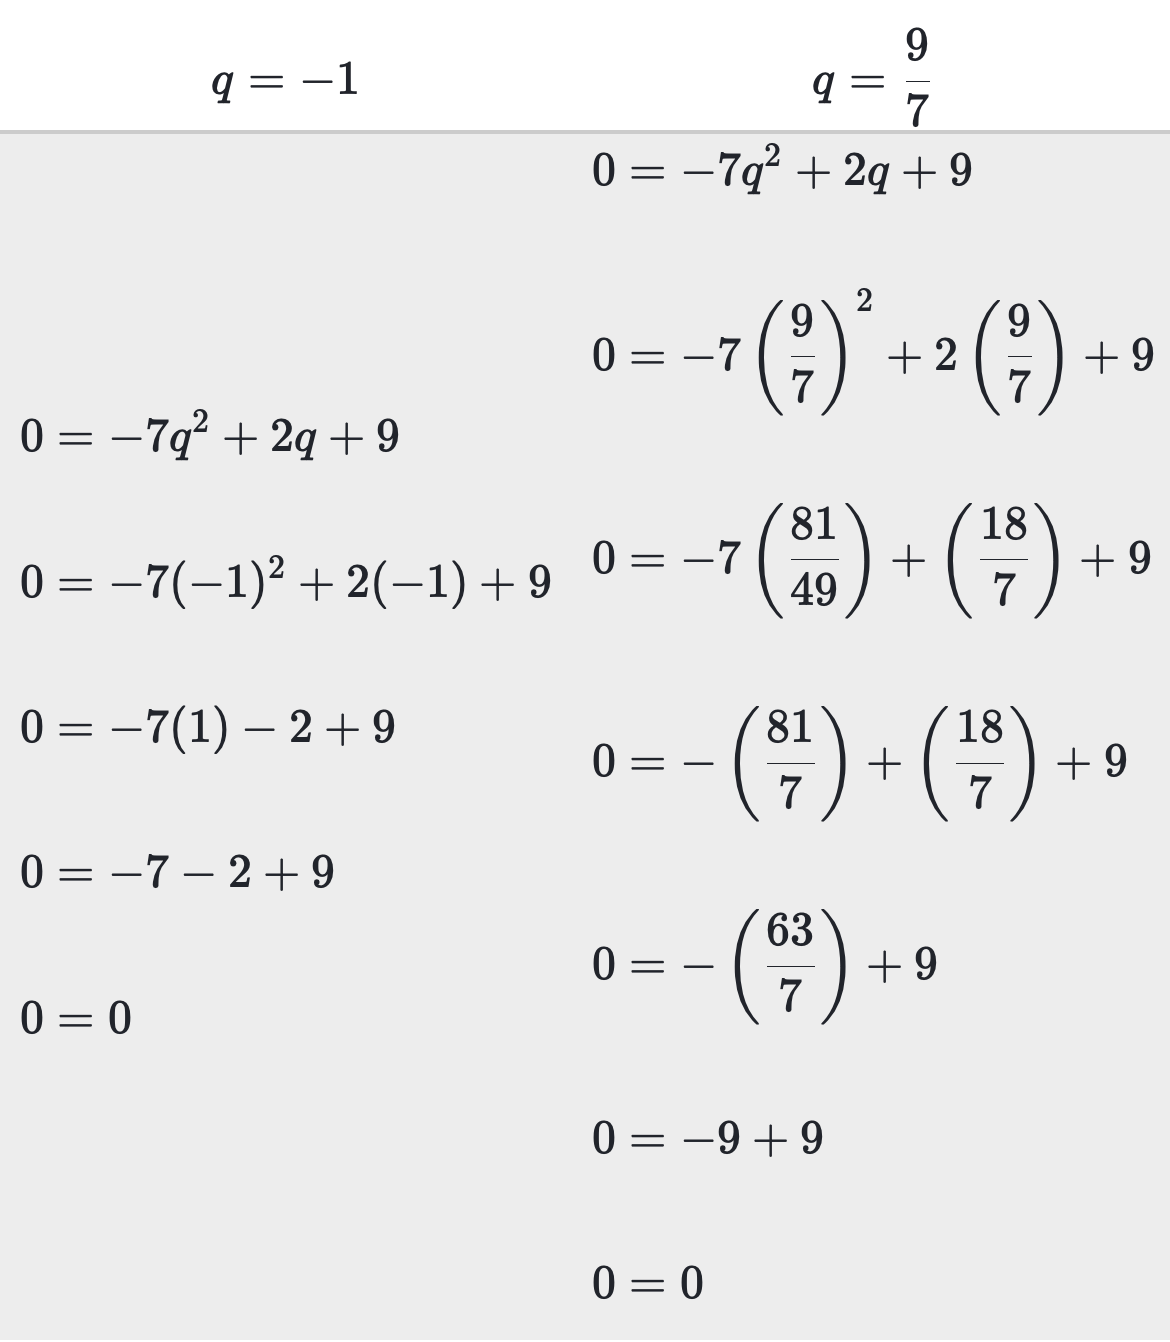 q = −1
q = 9/7
0 = −7q² + 2q + 9
0 = −7(−1)² + 2(−1) + 9
0 = −7(1) − 2 + 9
0 = −7 − 2 + 9
0 = 0
0 = −7q² + 2q + 9
0 = −7(9/7)² + 2(9/7) + 9
0 = −7(81/49) + (18/7) + 9
0 = −(81/7) + (18/7) + 9
0 = −(63/7) + 9
0 = −9 + 9
0 = 0